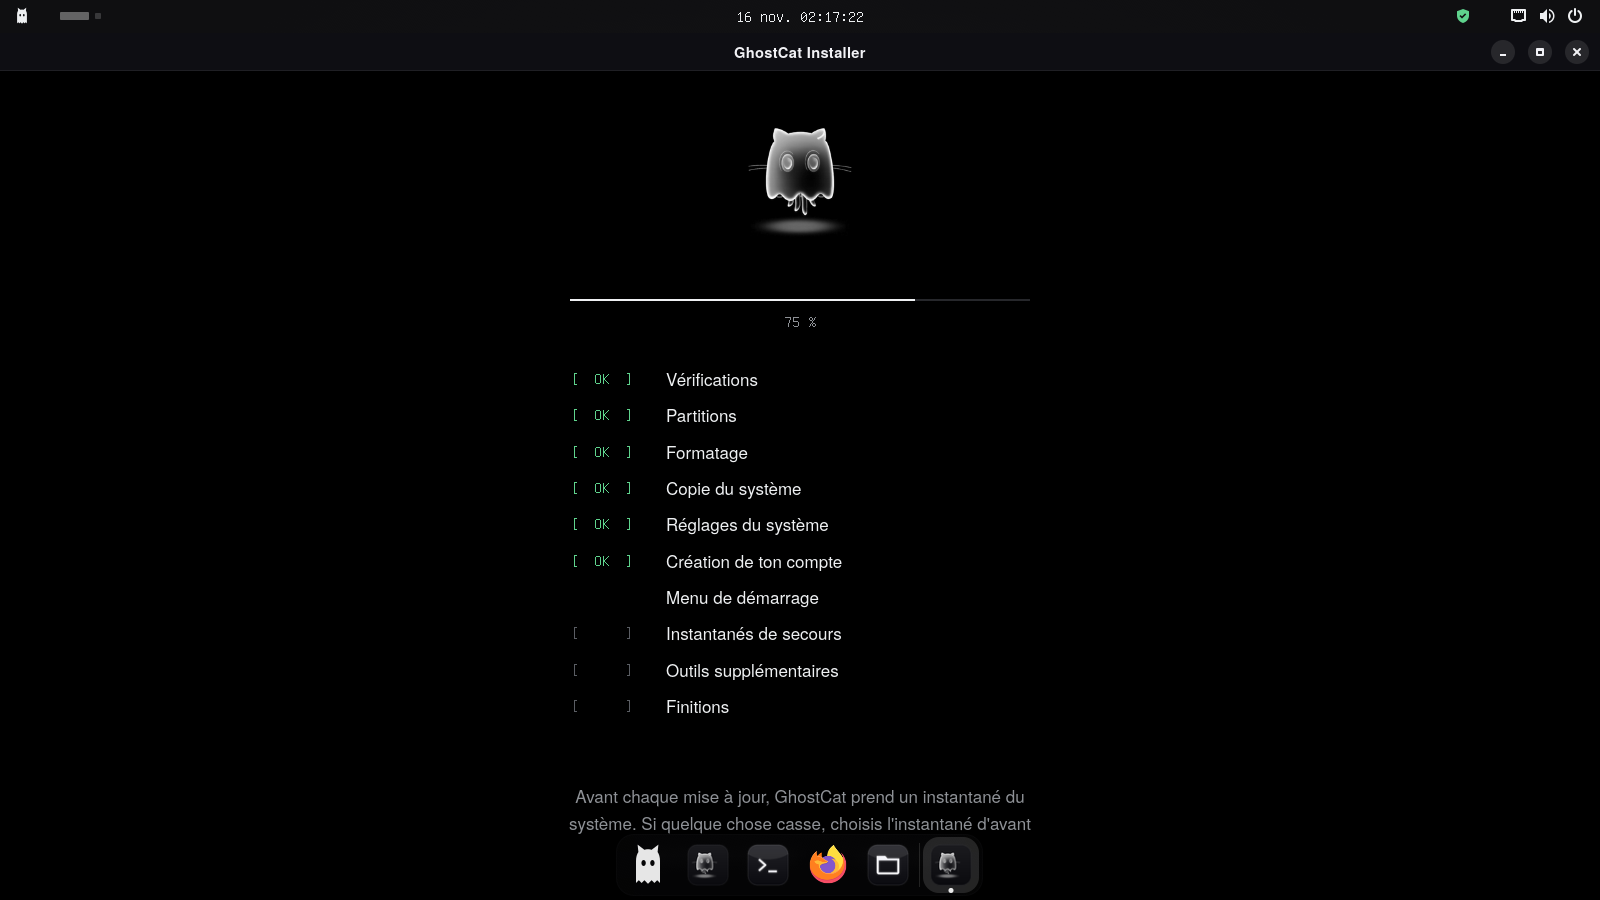 16 nov. 02:17:22
GhostCat Installer
75 %
[ OK ] Vérifications
[ OK ] Partitions
[ OK ] Formatage
[ OK ] Copie du système
[ OK ] Réglages du système
[ OK ] Création de ton compte
Menu de démarrage
[ ] Instantanés de secours
[ ] Outils supplémentaires
[ ] Finitions
Avant chaque mise à jour, GhostCat prend un instantané du
système. Si quelque chose casse, choisis l'instantané d'avant